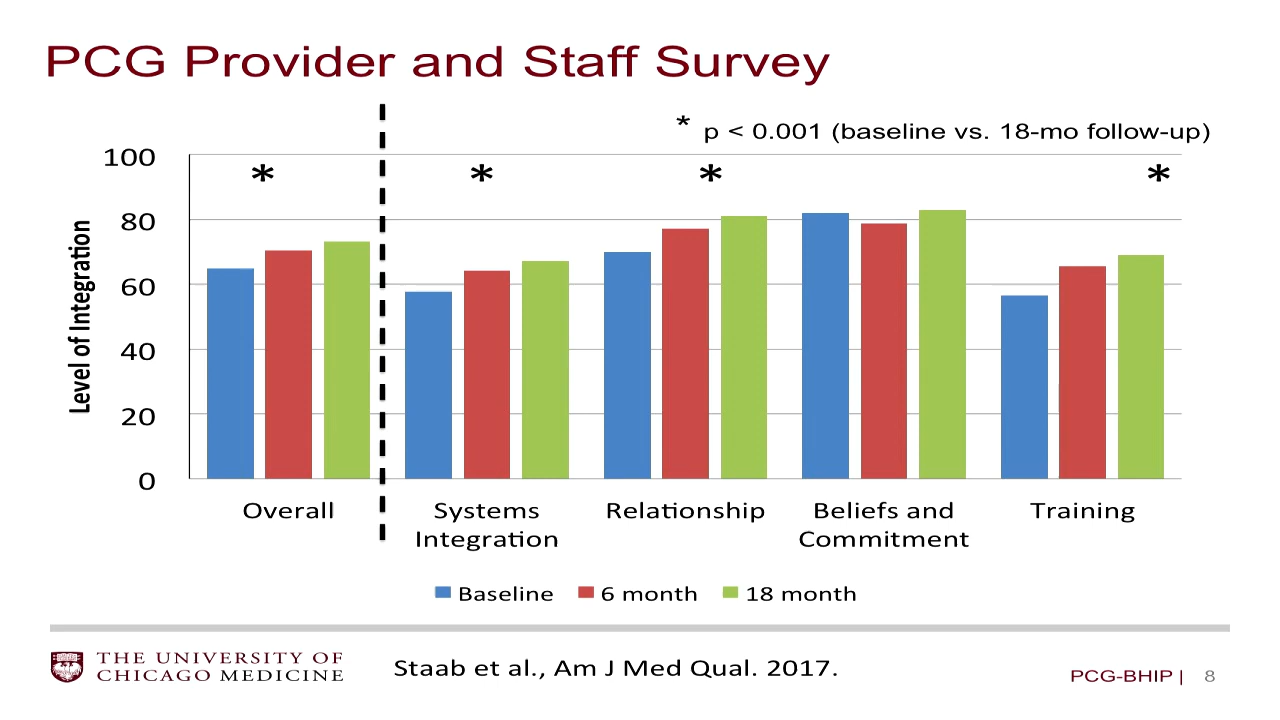 PCG Provider and Staff Survey
* p < 0.001 (baseline vs. 18-mo follow-up)
100
80
60
40
20
0
Level of Integration
* * * *
Overall
Systems Integration
Relationship
Beliefs and Commitment
Training
Baseline 6 month 18 month
THE UNIVERSITY OF
CHICAGO MEDICINE
Staab et al., Am J Med Qual. 2017.
PCG-BHIP | 8